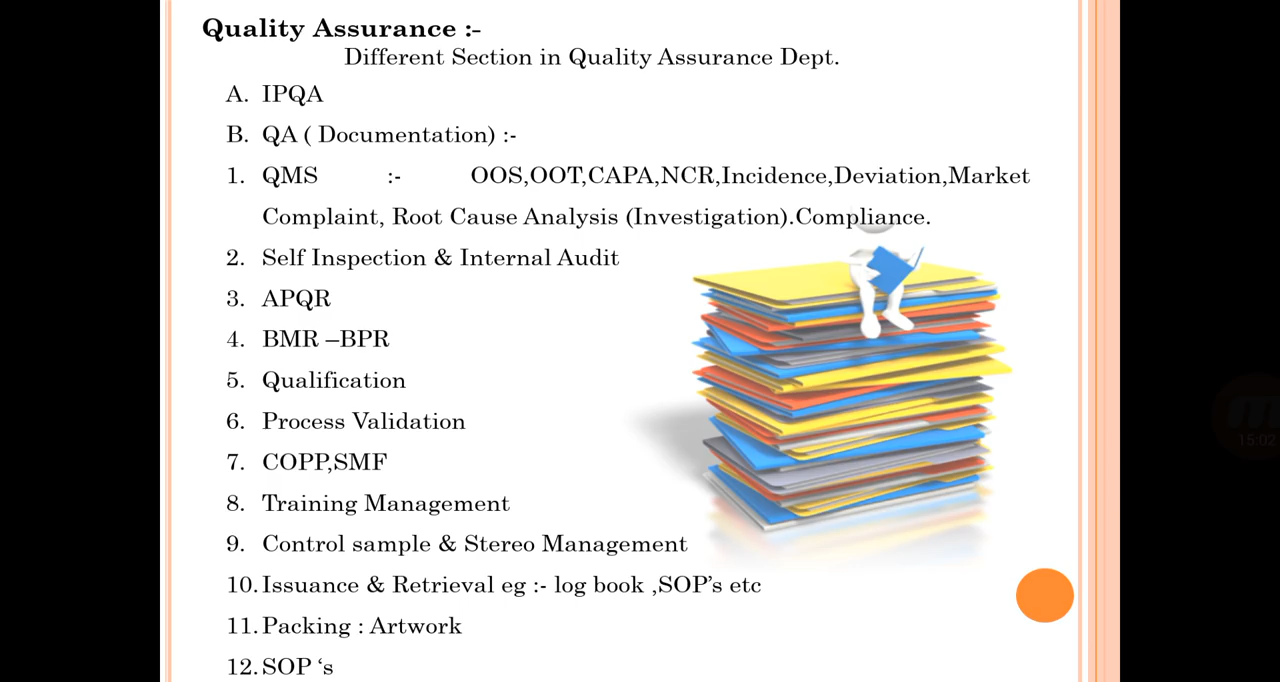 Quality Assurance :-
Different Section in Quality Assurance Dept.
A. IPQA
B. QA ( Documentation) :-
1. QMS :- OOS,OOT,CAPA,NCR,Incidence,Deviation,Market
Complaint, Root Cause Analysis (Investigation).Compliance.
2. Self Inspection & Internal Audit
3. APQR
4. BMR –BPR
5. Qualification
6. Process Validation
7. COPP,SMF
8. Training Management
9. Control sample & Stereo Management
10. Issuance & Retrieval eg :- log book ,SOP’s etc
11. Packing : Artwork
12. SOP ‘s
15:02